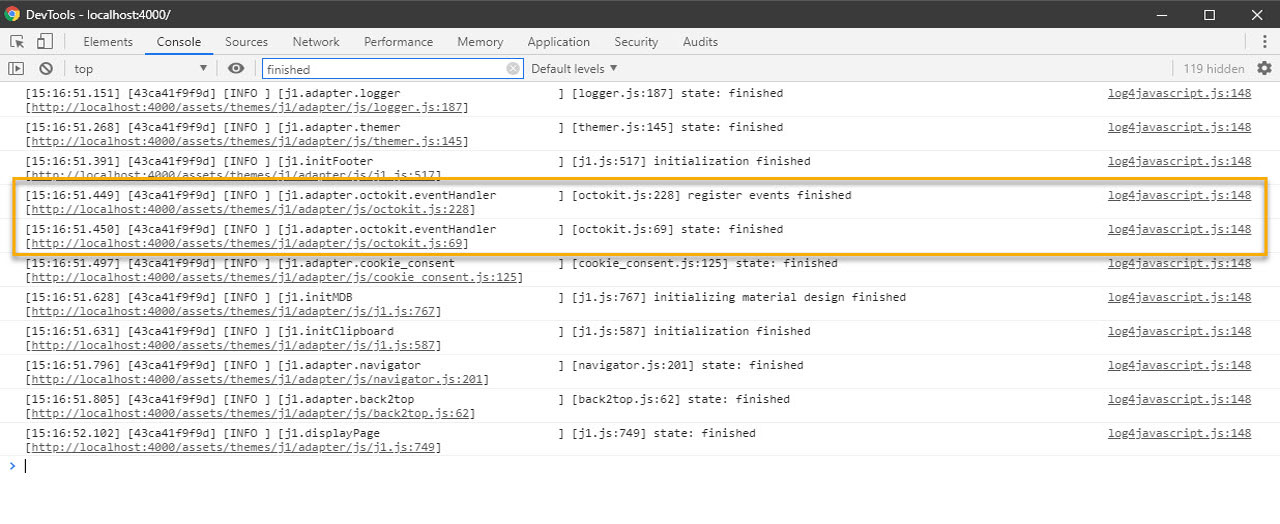 DevTools - localhost:4000/
Elements Console Sources Network Performance Memory Application Security Audits
top finished Default levels 119 hidden
[15:16:51.151] [43ca41f9f9d] [INFO ] [j1.adapter.logger ] [logger.js:187] state: finished log4javascript.js:148
[http://localhost:4000/assets/themes/j1/adapter/js/logger.js:187]
[15:16:51.268] [43ca41f9f9d] [INFO ] [j1.adapter.themer ] [themer.js:145] state: finished log4javascript.js:148
[http://localhost:4000/assets/themes/j1/adapter/js/themer.js:145]
[15:16:51.391] [43ca41f9f9d] [INFO ] [j1.initFooter ] [j1.js:517] initialization finished log4javascript.js:148
[http://localhost:4000/assets/themes/j1/adapter/js/j1.js:517]
[15:16:51.449] [43ca41f9f9d] [INFO ] [j1.adapter.octokit.eventHandler ] [octokit.js:228] register events finished log4javascript.js:148
[http://localhost:4000/assets/themes/j1/adapter/js/octokit.js:228]
[15:16:51.450] [43ca41f9f9d] [INFO ] [j1.adapter.octokit.eventHandler ] [octokit.js:69] state: finished log4javascript.js:148
[http://localhost:4000/assets/themes/j1/adapter/js/octokit.js:69]
[15:16:51.497] [43ca41f9f9d] [INFO ] [j1.adapter.cookie_consent ] [cookie_consent.js:125] state: finished log4javascript.js:148
[http://localhost:4000/assets/themes/j1/adapter/js/cookie_consent.js:125]
[15:16:51.628] [43ca41f9f9d] [INFO ] [j1.initMDB ] [j1.js:767] initializing material design finished log4javascript.js:148
[http://localhost:4000/assets/themes/j1/adapter/js/j1.js:767]
[15:16:51.631] [43ca41f9f9d] [INFO ] [j1.initClipboard ] [j1.js:587] initialization finished log4javascript.js:148
[http://localhost:4000/assets/themes/j1/adapter/js/j1.js:587]
[15:16:51.796] [43ca41f9f9d] [INFO ] [j1.adapter.navigator ] [navigator.js:201] state: finished log4javascript.js:148
[http://localhost:4000/assets/themes/j1/adapter/js/navigator.js:201]
[15:16:51.805] [43ca41f9f9d] [INFO ] [j1.adapter.back2top ] [back2top.js:62] state: finished log4javascript.js:148
[http://localhost:4000/assets/themes/j1/adapter/js/back2top.js:62]
[15:16:52.102] [43ca41f9f9d] [INFO ] [j1.displayPage ] [j1.js:749] state: finished log4javascript.js:148
[http://localhost:4000/assets/themes/j1/adapter/js/j1.js:749]